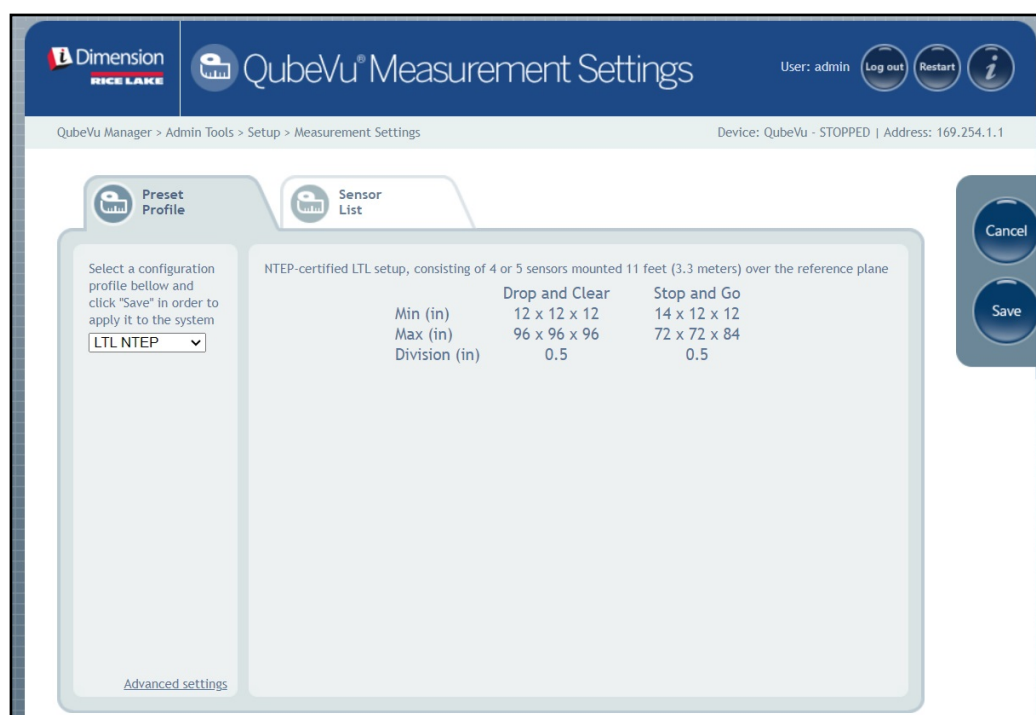 i Dimension
RICE LAKE
QubeVu® Measurement Settings
User: admin
Log out
Restart
i
QubeVu Manager > Admin Tools > Setup > Measurement Settings
Device: QubeVu - STOPPED | Address: 169.254.1.1
Preset
Profile
Sensor
List
Cancel
Save
Select a configuration
profile bellow and
click "Save" in order to
apply it to the system
LTL NTEP
Advanced settings
NTEP-certified LTL setup, consisting of 4 or 5 sensors mounted 11 feet (3.3 meters) over the reference plane
Drop and Clear Stop and Go
Min (in) 12 x 12 x 12 14 x 12 x 12
Max (in) 96 x 96 x 96 72 x 72 x 84
Division (in) 0.5 0.5